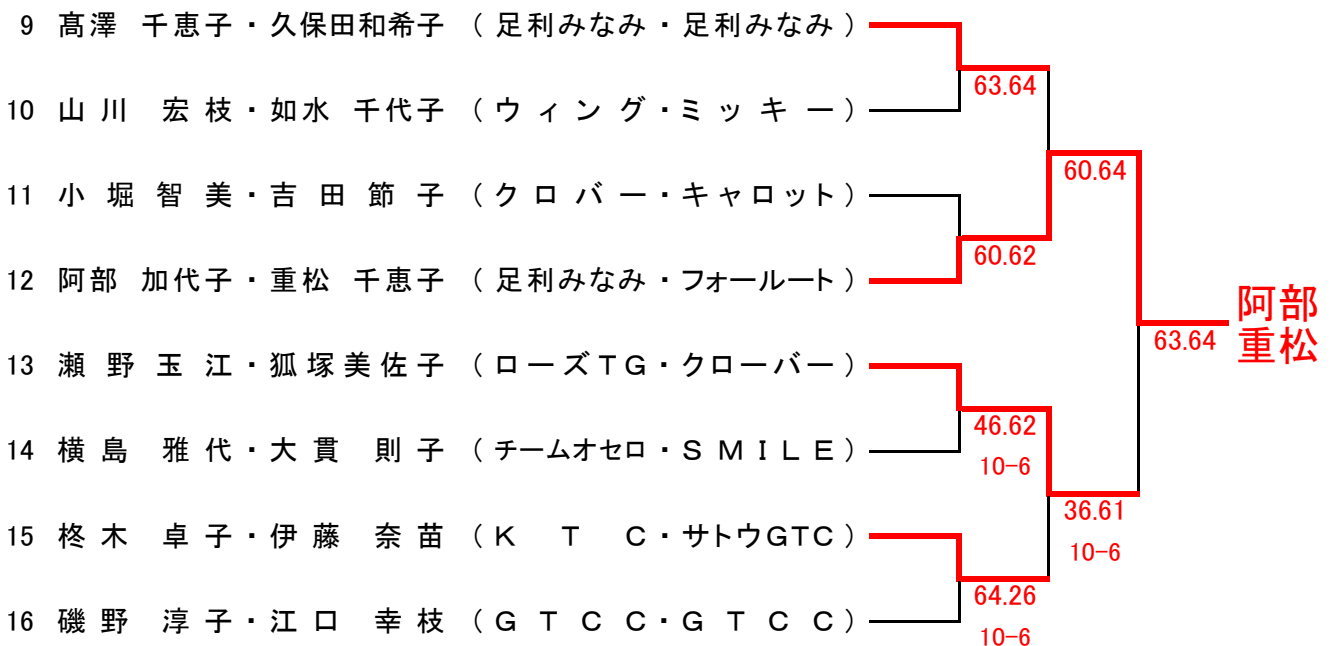 9 髙澤 千恵子・久保田和希子 (足利みなみ・足利みなみ)
63.64
10 山川 宏枝・如水 千代子 (ウィング・ミッキー)
60.64
11 小堀智美・吉田節子 (クロバー・キャロット)
60.62
12 阿部 加代子・重松 千恵子 (足利みなみ・フォールート)
阿部
重松
63.64
13 瀬野玉江・狐塚美佐子 (ローズTG・クローバー)
46.62
10-6
14 横島 雅代・大貫 則子 (チームオセロ・SMILE)
36.61
10-6
15 柊木 卓子・伊藤 奈苗 (KTC・サトウGTC)
64.26
10-6
16 磯野 淳子・江口 幸枝 (GTCC・GTCC)